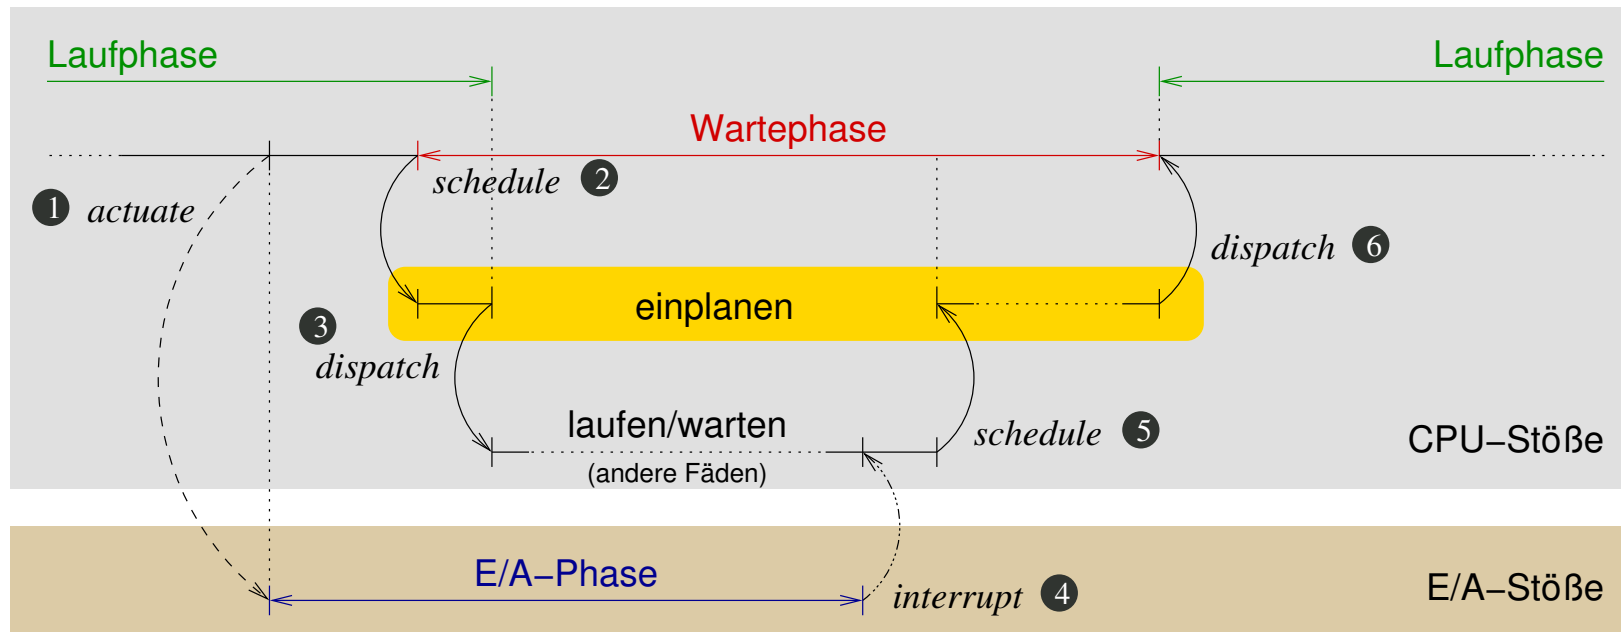 Laufphase
Laufphase
Wartephase
schedule 2
1 actuate
dispatch 6
einplanen
3
dispatch
laufen/warten
schedule 5
CPU–Stöße
(andere Fäden)
E/A–Phase
interrupt 4
E/A–Stöße